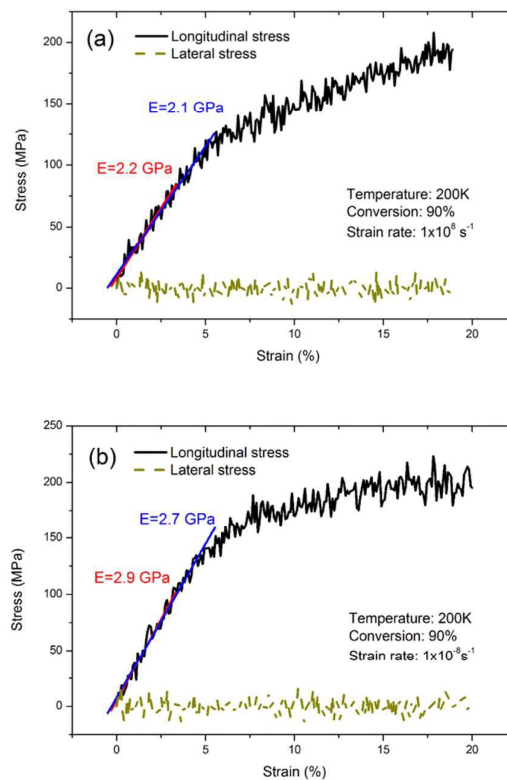 (a)
Longitudinal stress
Lateral stress
E=2.1 GPa
E=2.2 GPa
Temperature: 200K
Conversion: 90%
Strain rate: 1x10⁸ s⁻¹
200
150
100
50
0
Stress (MPa)
0 5 10 15 20
Strain (%)
(b)
Longitudinal stress
Lateral stress
E=2.7 GPa
E=2.9 GPa
Temperature: 200K
Conversion: 90%
Strain rate: 1x10⁻⁸s⁻¹
250
200
150
100
50
0
Stress (MPa)
0 5 10 15 20
Strain (%)